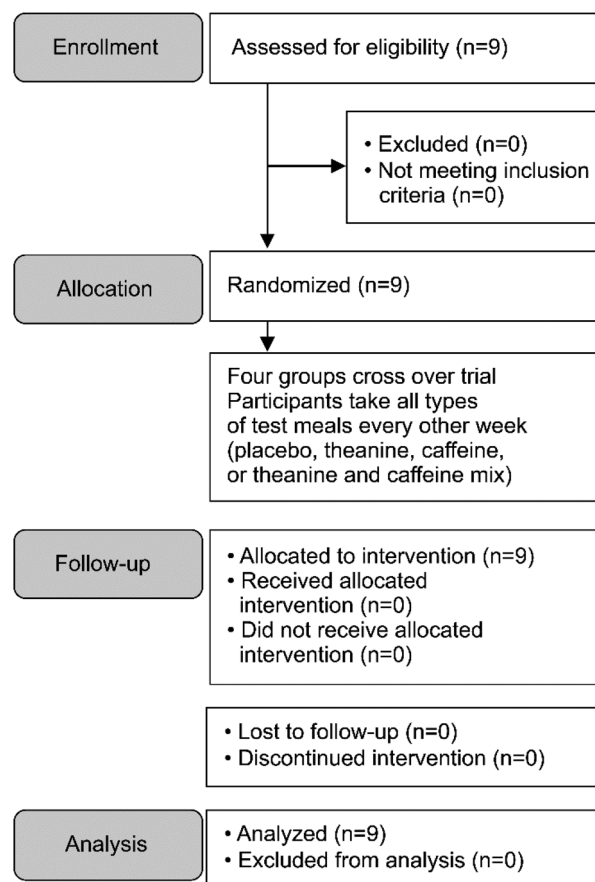 Enrollment
Assessed for eligibility (n=9)
• Excluded (n=0)
• Not meeting inclusion
criteria (n=0)
Allocation
Randomized (n=9)
Four groups cross over trial
Participants take all types
of test meals every other week
(placebo, theanine, caffeine,
or theanine and caffeine mix)
Follow-up
• Allocated to intervention (n=9)
• Received allocated
intervention (n=0)
• Did not receive allocated
intervention (n=0)
• Lost to follow-up (n=0)
• Discontinued intervention (n=0)
Analysis
• Analyzed (n=9)
• Excluded from analysis (n=0)